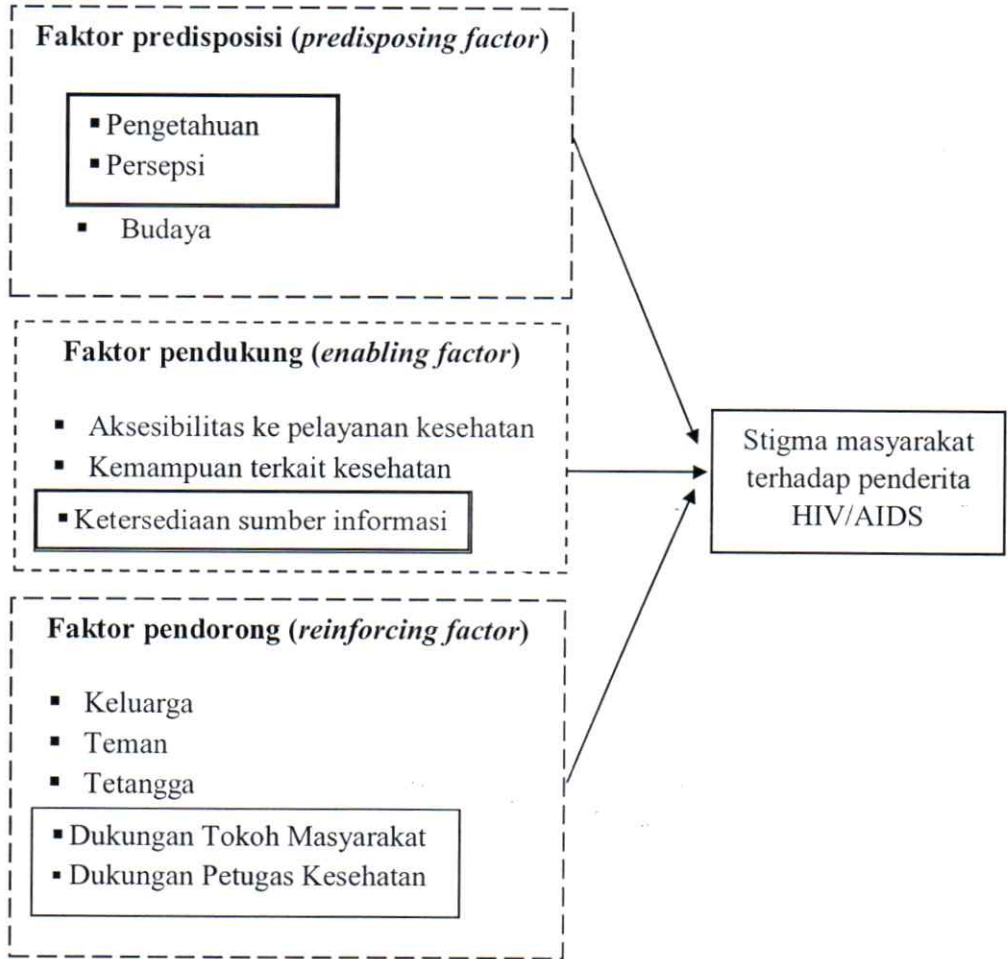 Faktor predisposisi (predisposing factor)
▪ Pengetahuan
▪ Persepsi
▪ Budaya
Faktor pendukung (enabling factor)
▪ Aksesibilitas ke pelayanan kesehatan
▪ Kemampuan terkait kesehatan
▪ Ketersediaan sumber informasi
Faktor pendorong (reinforcing factor)
▪ Keluarga
▪ Teman
▪ Tetangga
▪ Dukungan Tokoh Masyarakat
▪ Dukungan Petugas Kesehatan
Stigma masyarakat
terhadap penderita
HIV/AIDS